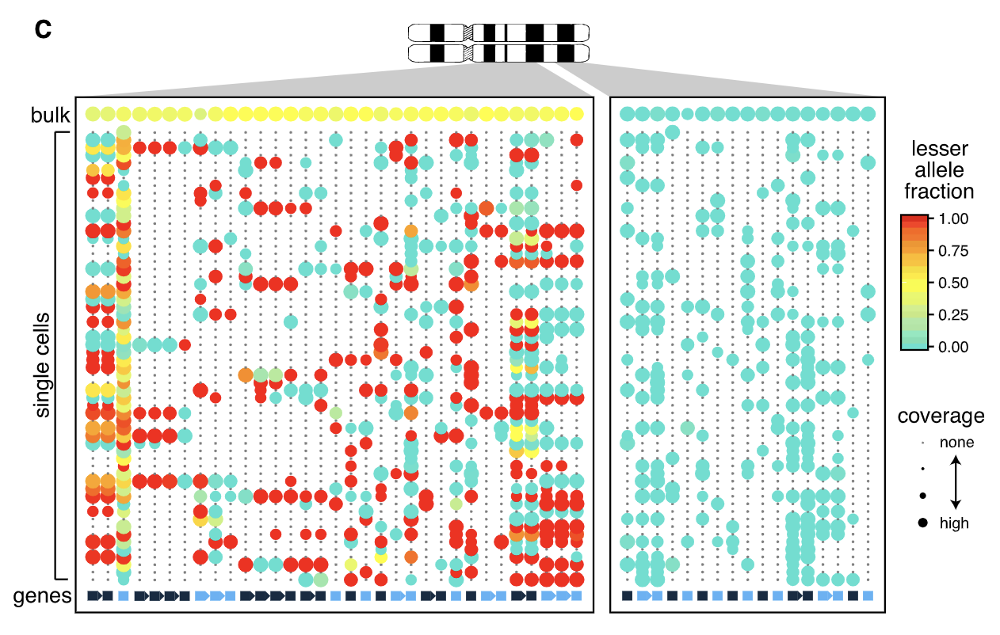 C
bulk
single cells
genes
lesser
allele
fraction
1.00
0.75
0.50
0.25
0.00
coverage
none
high